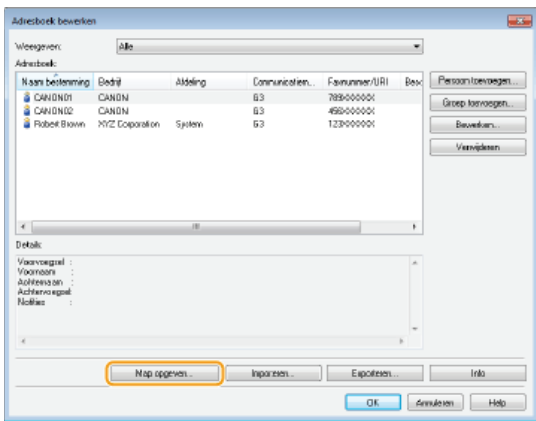 Adresboek bewerken
Weergeven: Alle
Adresboek:
Naam bestemming Bedrijf Afdeling Communicatiem... Faxnummer/URI Besc
CANON01 CANON G3 789XXXXXX
CANON02 CANON G3 456XXXXXX
Robert Brown XYZ Corporation System G3 123XXXXXX
Persoon toevoegen...
Groep toevoegen...
Bewerken...
Verwijderen
Details:
Voorvoegsel :
Voornaam :
Achternaam :
Achtervoegsel:
Notities :
Map opgeven... Importeren... Exporteren... Info
OK Annuleren Help